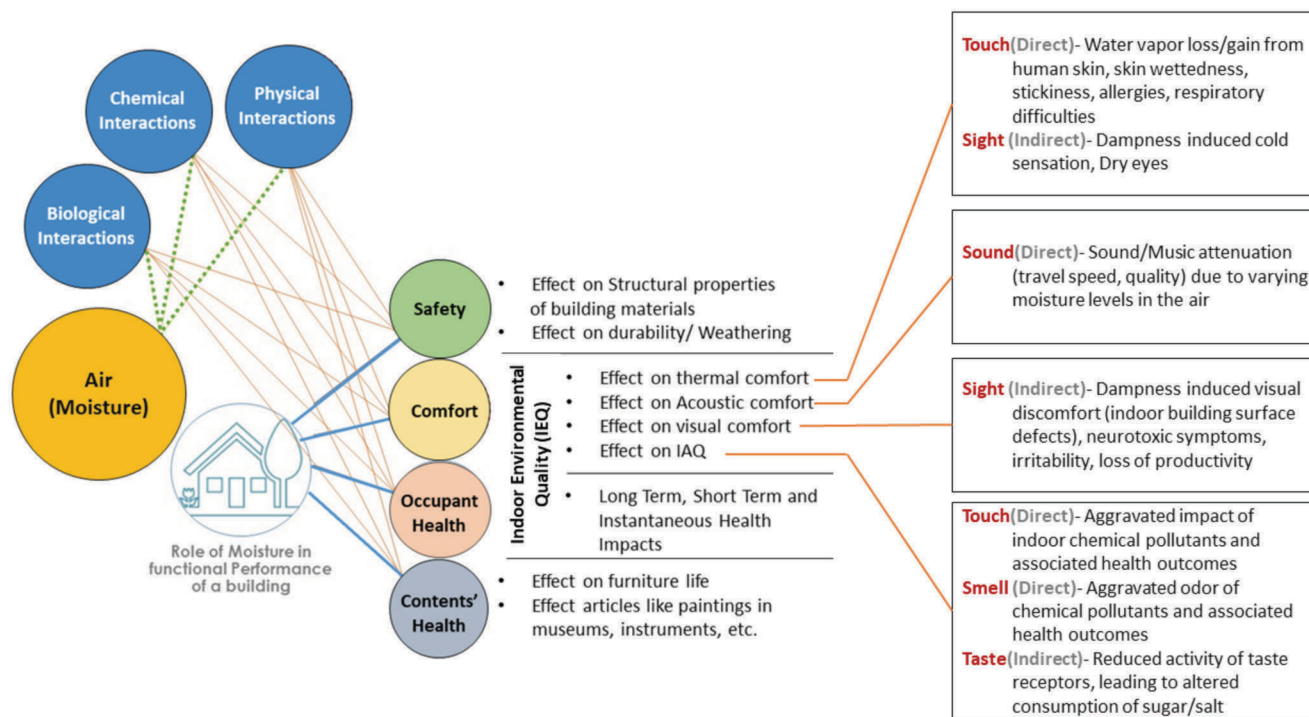 Chemical
Interactions
Physical
Interactions
Biological
Interactions
Air
(Moisture)
Role of Moisture in
functional Performance
of a building
Safety
Comfort
Occupant
Health
Contents'
Health
• Effect on Structural properties
of building materials
• Effect on durability/ Weathering
Indoor Environmental
Quality (IEQ)
• Effect on thermal comfort
• Effect on Acoustic comfort
• Effect on visual comfort
• Effect on IAQ
• Long Term, Short Term and
Instantaneous Health
Impacts
• Effect on furniture life
• Effect articles like paintings in
museums, instruments, etc.
Touch(Direct)- Water vapor loss/gain from
human skin, skin wettedness,
stickiness, allergies, respiratory
difficulties
Sight (Indirect)- Dampness induced cold
sensation, Dry eyes
Sound(Direct)- Sound/Music attenuation
(travel speed, quality) due to varying
moisture levels in the air
Sight (Indirect)- Dampness induced visual
discomfort (indoor building surface
defects), neurotoxic symptoms,
irritability, loss of productivity
Touch(Direct)- Aggravated impact of
indoor chemical pollutants and
associated health outcomes
Smell (Direct)- Aggravated odor of
chemical pollutants and associated
health outcomes
Taste(Indirect)- Reduced activity of taste
receptors, leading to altered
consumption of sugar/salt